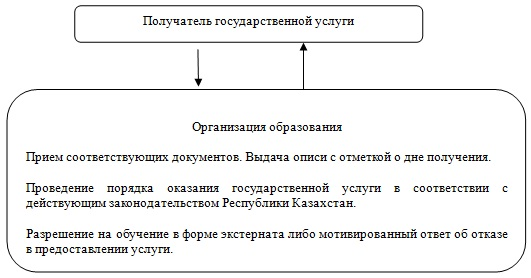 Получатель государственной услуги
Организация образования
Прием соответствующих документов. Выдача описи с отметкой о дне получения.
Проведение порядка оказания государственной услуги в соответствии с
действующим законодательством Республики Казахстан.
Разрешение на обучение в форме экстерната либо мотивированный ответ об отказе
в предоставлении услуги.